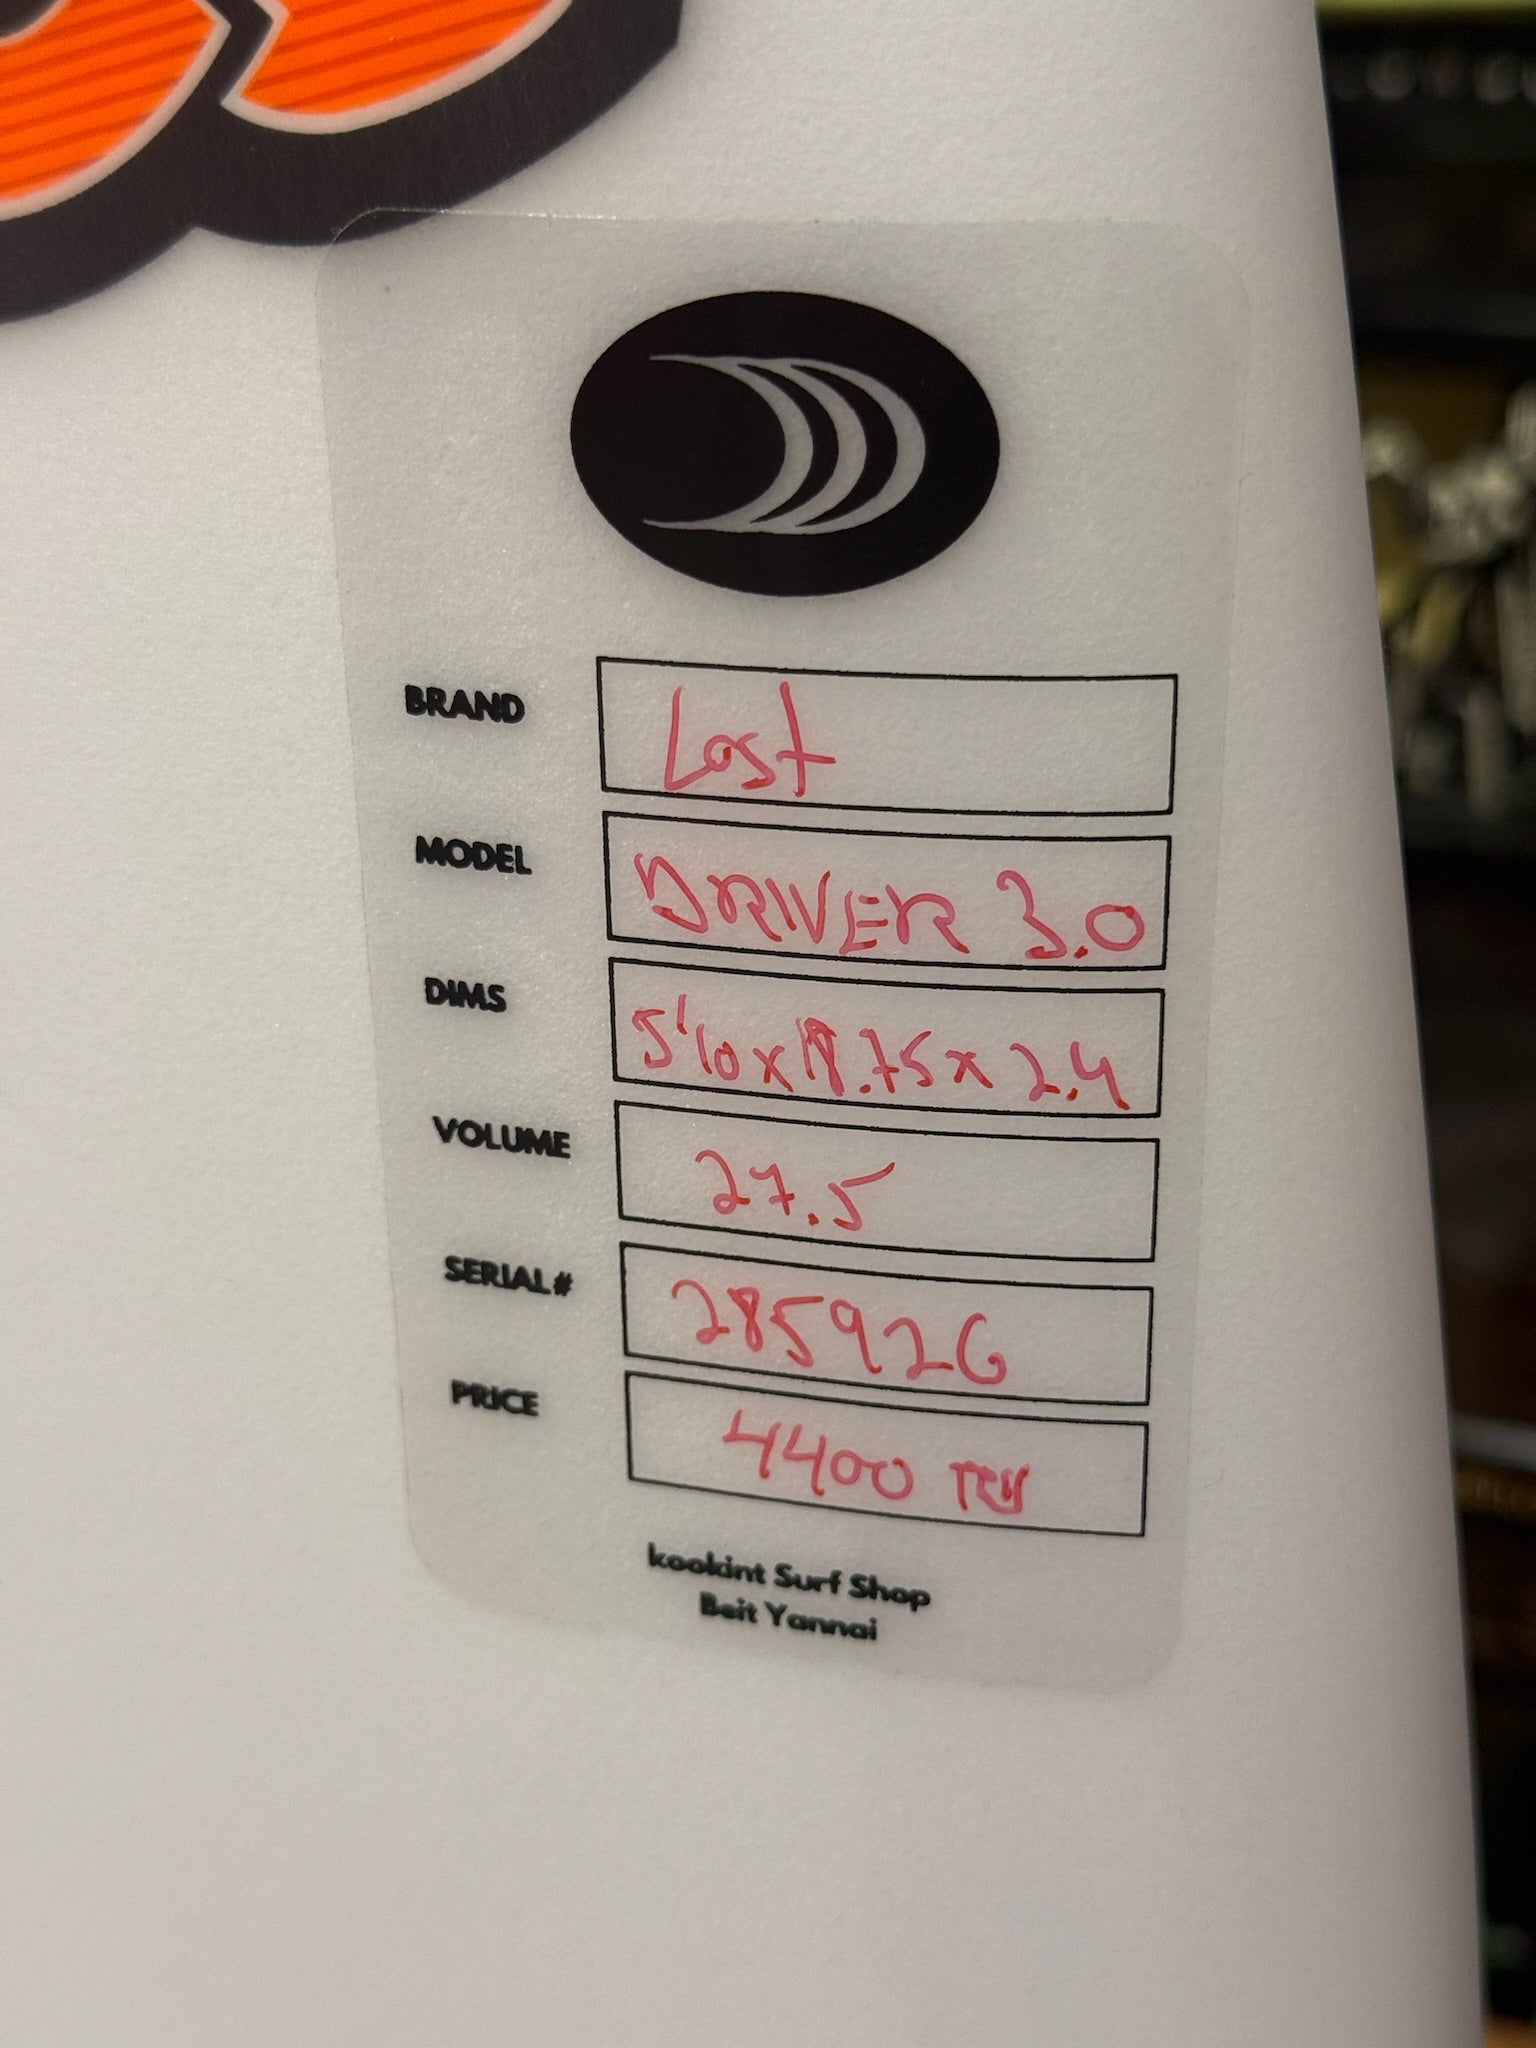 BRAND Lost
MODEL DRIVER 3.0
DIMS 5'10 x 18.75 x 2.4
VOLUME 27.5
SERIAL# 285926
PRICE 4400
kookint Surf Shop
Beit Yannai